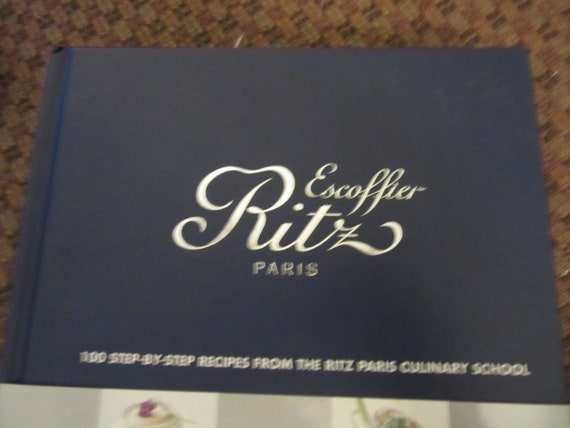 Escoffier
Ritz
PARIS
100 STEP-BY-STEP RECIPES FROM THE RITZ PARIS CULINARY SCHOOL